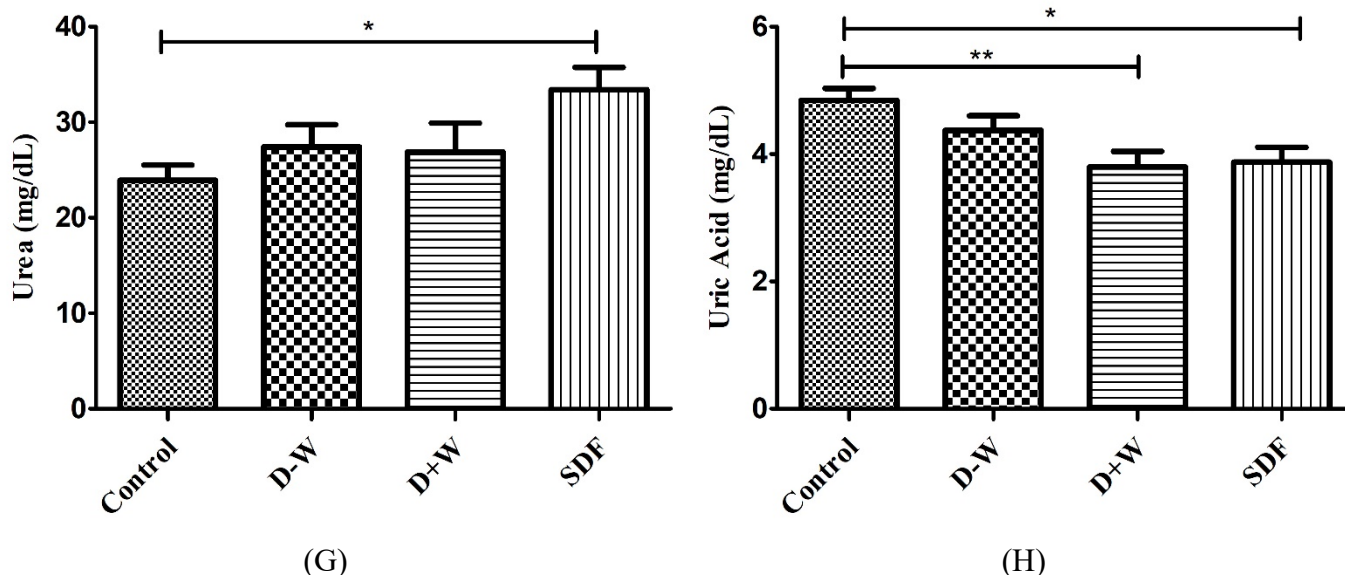 *
40
30
20
10
0
Urea (mg/dL)
Control
D-W
D+W
SDF
(G)
*
**
6
4
2
0
Uric Acid (mg/dL)
Control
D-W
D+W
SDF
(H)